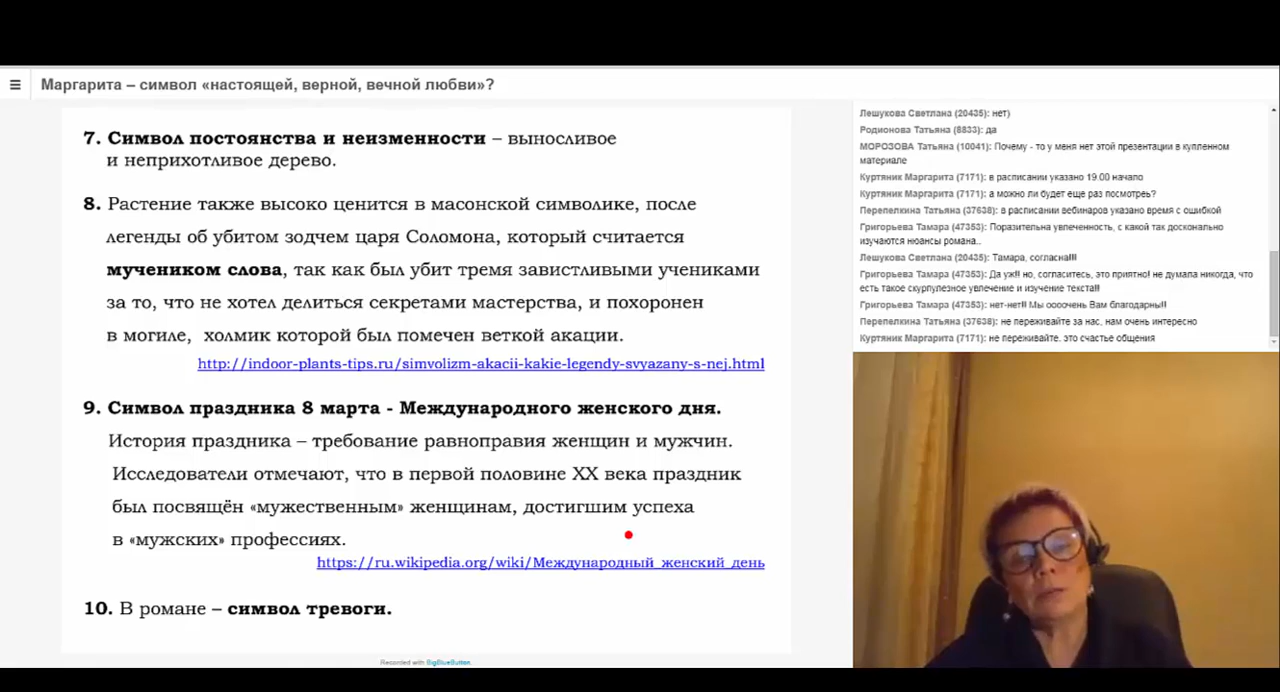 Маргарита – символ «настоящей, верной, вечной любви»?
7. Символ постоянства и неизменности – выносливое
и неприхотливое дерево.
8. Растение также высоко ценится в масонской символике, после
легенды об убитом зодчем царя Соломона, который считается
мучеником слова, так как был убит тремя завистливыми учениками
за то, что не хотел делиться секретами мастерства, и похоронен
в могиле, холмик которой был помечен веткой акации.
http://indoor-plants-tips.ru/simvolizm-akacii-kakie-legendy-svyazany-s-nej.html
9. Символ праздника 8 марта - Международного женского дня.
История праздника – требование равноправия женщин и мужчин.
Исследователи отмечают, что в первой половине XX века праздник
был посвящён «мужественным» женщинам, достигшим успеха
в «мужских» профессиях.
https://ru.wikipedia.org/wiki/Международный_женский_день
10. В романе – символ тревоги.
Recorded with BigBlueButton.
Лешукова Светлана (20435): нет)
Родионова Татьяна (8833): да
МОРОЗОВА Татьяна (10041): Почему - то у меня нет этой презентации в купленном
материале
Куртяник Маргарита (7171): в расписании указано 19.00 начало
Куртяник Маргарита (7171): а можно ли будет еще раз посмотреь?
Перепелкина Татьяна (37638): в расписании вебинаров указано время с ошибкой
Григорьева Тамара (47353): Поразительна увлеченность, с какой так досконально
изучаются нюансы романа..
Лешукова Светлана (20435): Тамара, согласна!!!
Григорьева Тамара (47353): Да уж!! но, согласитесь, это приятно! не думала никогда, что
есть такое скурпулезное увлечение и изучение текста!!!
Григорьева Тамара (47353): нет-нет!! Мы оооочень Вам благодарны!!
Перепелкина Татьяна (37638): не переживайте за нас, нам очень интересно
Куртяник Маргарита (7171): не переживайте. это счастье общения